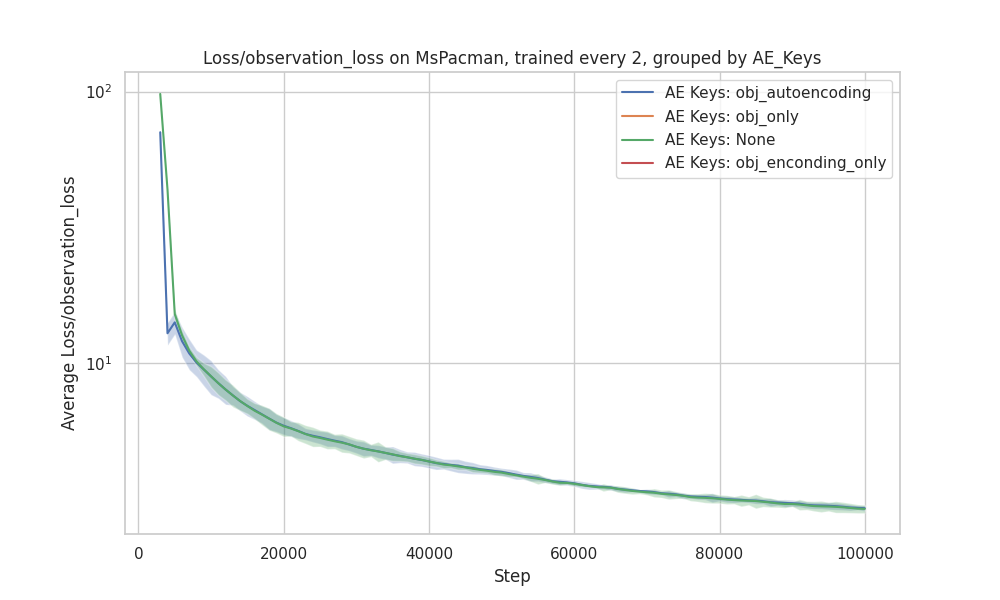 Loss/observation_loss on MsPacman, trained every 2, grouped by AE_Keys
AE Keys: obj_autoencoding
AE Keys: obj_only
AE Keys: None
AE Keys: obj_enconding_only
Average Loss/observation_loss
10²
10¹
0
20000
40000
60000
80000
100000
Step